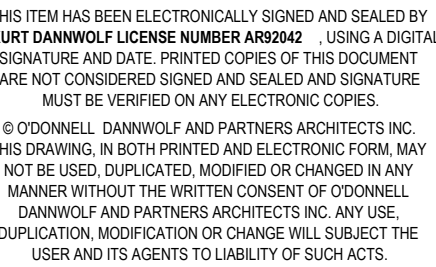 HIS ITEM HAS BEEN ELECTRONICALLY SIGNED AND SEALED BY
URT DANNWOLF LICENSE NUMBER AR92042 , USING A DIGITAL
SIGNATURE AND DATE. PRINTED COPIES OF THIS DOCUMENT
ARE NOT CONSIDERED SIGNED AND SEALED AND SIGNATURE
MUST BE VERIFIED ON ANY ELECTRONIC COPIES.
© O'DONNELL DANNWOLF AND PARTNERS ARCHITECTS INC.
HIS DRAWING, IN BOTH PRINTED AND ELECTRONIC FORM, MAY
NOT BE USED, DUPLICATED, MODIFIED OR CHANGED IN ANY
MANNER WITHOUT THE WRITTEN CONSENT OF O'DONNELL
DANNWOLF AND PARTNERS ARCHITECTS INC. ANY USE,
DUPLICATION, MODIFICATION OR CHANGE WILL SUBJECT THE
USER AND ITS AGENTS TO LIABILITY OF SUCH ACTS.